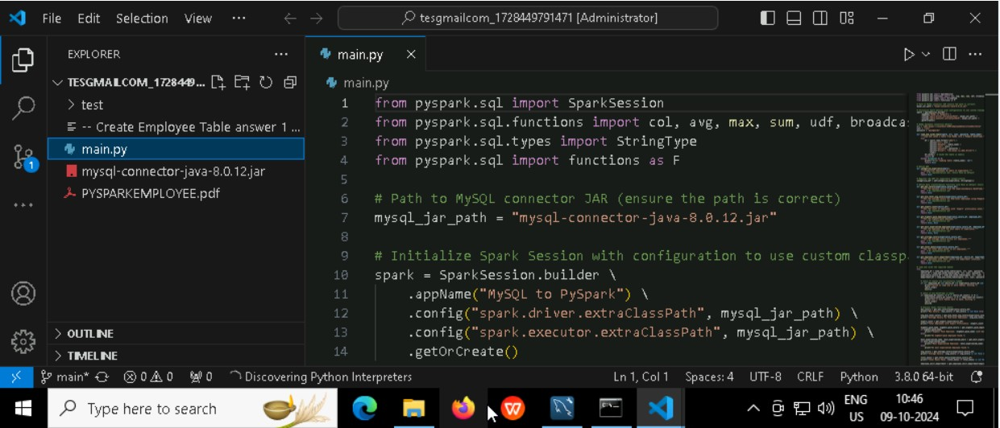 File Edit Selection View ··· tesgmailcom_1728449791471 [Administrator]
EXPLORER ···
TESGMAILCOM_1728449...
test
-- Create Employee Table answer 1 ...
main.py
mysql-connector-java-8.0.12.jar
PYSPARKEMPLOYEE.pdf
OUTLINE
TIMELINE
main.py
main.py
1 from pyspark.sql import SparkSession
2 from pyspark.sql.functions import col, avg, max, sum, udf, broadca
3 from pyspark.sql.types import StringType
4 from pyspark.sql import functions as F
5
6 # Path to MySQL connector JAR (ensure the path is correct)
7 mysql_jar_path = "mysql-connector-java-8.0.12.jar"
8
9 # Initialize Spark Session with configuration to use custom classp
10 spark = SparkSession.builder \
11 .appName("MySQL to PySpark") \
12 .config("spark.driver.extraClassPath", mysql_jar_path) \
13 .config("spark.executor.extraClassPath", mysql_jar_path) \
14 .getOrCreate()
main* 0 0 0 Discovering Python Interpreters Ln 1, Col 1 Spaces: 4 UTF-8 CRLF Python 3.8.0 64-bit
1
Type here to search
ENG
US
10:46
09-10-2024